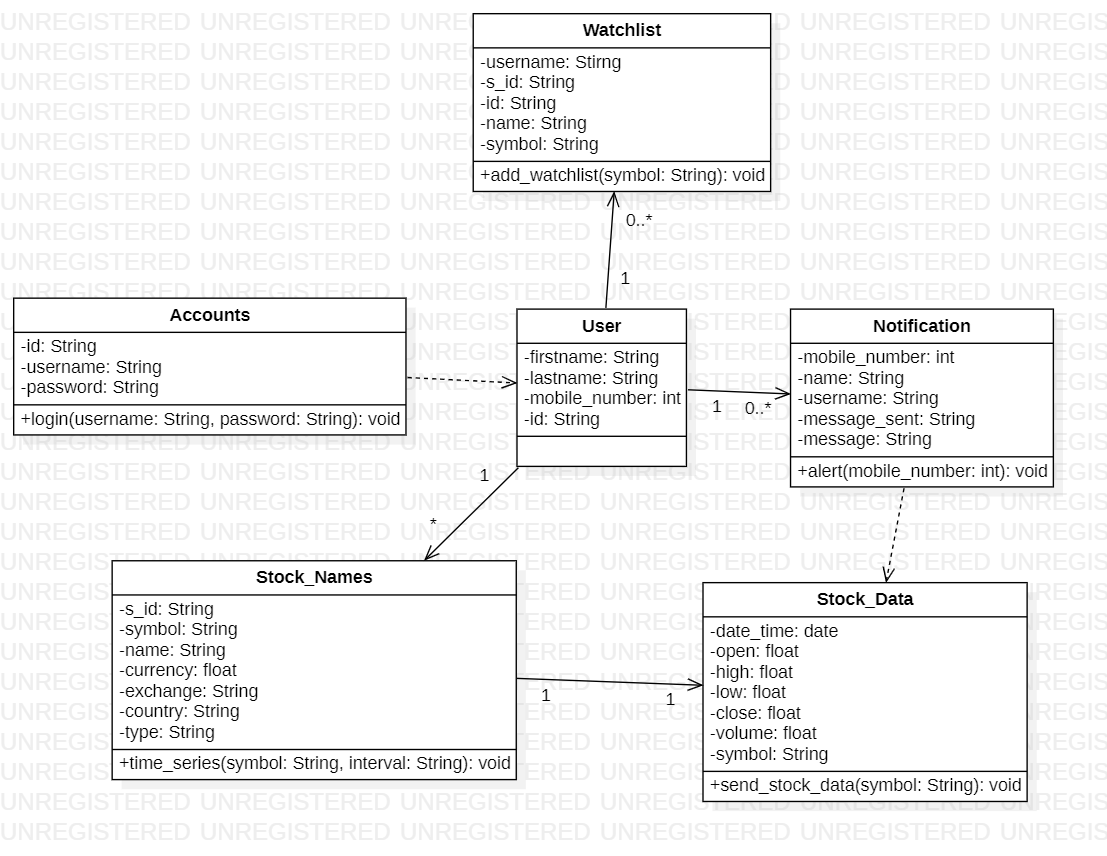 Watchlist
-username: Stirng
-s_id: String
-id: String
-name: String
-symbol: String
+add_watchlist(symbol: String): void
0..*
1
Accounts
-id: String
-username: String
-password: String
+login(username: String, password: String): void
User
-firstname: String
-lastname: String
-mobile_number: int
-id: String
1
0..*
Notification
-mobile_number: int
-name: String
-username: String
-message_sent: String
-message: String
+alert(mobile_number: int): void
1
*
Stock_Names
-s_id: String
-symbol: String
-name: String
-currency: float
-exchange: String
-country: String
-type: String
+time_series(symbol: String, interval: String): void
1
1
Stock_Data
-date_time: date
-open: float
-high: float
-low: float
-close: float
-volume: float
-symbol: String
+send_stock_data(symbol: String): void
UNREGISTERED UNREGISTERED UNREGISTERED UNREGISTERED UNREGISTERED UNREGIS